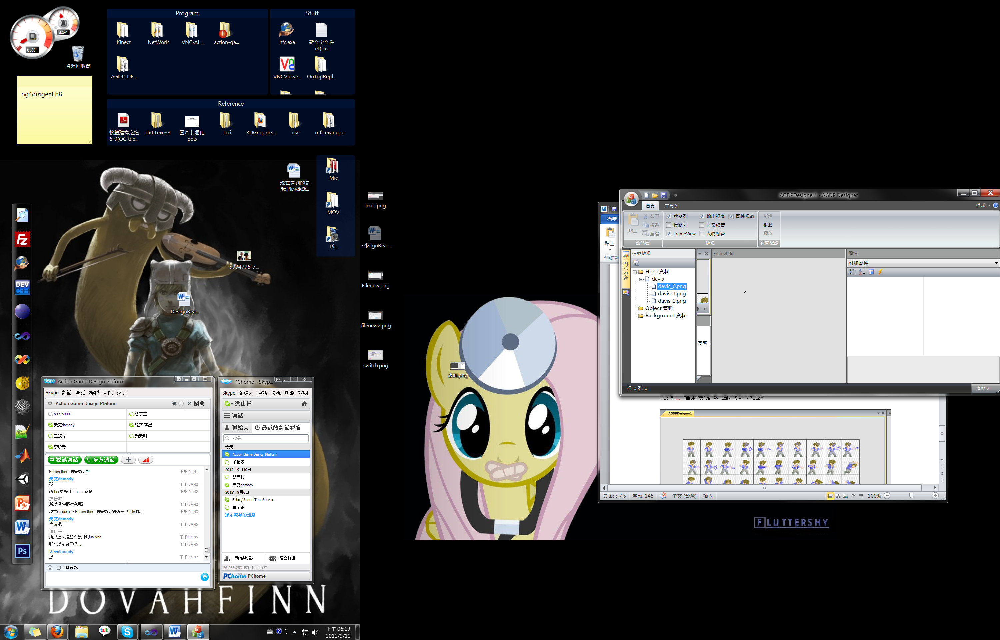 44%
03%
資源回收筒
ng4dr6ge8Eh8
Program
Kinect
NetWork
VNC-ALL
action-ga...
AGDP_DE...
Stuff
hfs.exe
新文字文件
(4).txt
VNCViewe...
OnTopRepl...
Reference
軟體建構之道
6-9(OCR).p...
dx11exe33
圖片卡通化.
pptx
Jaxi
3DGraphics...
usr
mfc example
現在看到的是
我們的遊戲...
Mic
MOV
Pic
5334776_7...
DesignRea...
load.png
~$signRea...
Filenew.png
filenew2.png
switch.png
版面.png
DEV
C++
FX
ED
Ps
skype Action Game Design Plaform
Skype 對話 通話 檢視 功能 說明
Action Game Design Plaform
關閉
b9715000
曾宇正
天亮damody
綠茶-碎星
王鏡霖
顏天明
李珍奇
視訊通話
多方通話
HeroAction、按鍵設定? 下午 04:41
天亮damody
號 下午 04:42
讓 lua 更好呼叫 c++ 函數 下午 04:42
洪仕軒
所以現在哪裡會用到 下午 04:42
現在resource、HeroAction、按鍵設定都沒有跟LUA同步 下午 04:43
天亮damody
等 ai 吧 下午 04:45
洪仕軒
所以上面這些不會用到lua bind 下午 04:45
那可以先做了吧... 下午 04:46
天亮damody
恩 下午 04:47
手機簡訊
skype PChome - Skyp...
Skype 聯絡人 通話 檢視 功能 說明
洪仕軒
通話
聯絡人
最近的對話視窗
搜尋
今天
Action Game Design Plaform
王鏡霖
2012年9月10日
顏天明
天亮damody
2012年9月6日
Echo / Sound Test Service
曾宇正
顯示較早的訊息
新增聯絡人
建立群組
36,988,253 位用戶上線中
PChome ONLINE PChome
DOVAHFINN
talk
下午 06:13
2012/9/12
AGDPDesigner1 - AGDP Designer
首頁
工具列
樣式
貼上
剪下
複製
全選
剪貼簿
狀態列
標題列
FrameView
輸出視窗
方案總管
屬性視窗
人物總管
檢視
新增
移動
縮放
範圍編輯
檔案檢視
檔案檢視
Hero 資料
davis
davis_0.png
davis_1.png
davis_2.png
Object 資料
Background 資料
方式...
FrameEdit
屬性
附加屬性
行: 0 列: 0
窗格 2
檔案
貼上
剪貼簿
切換 = 檔案檢視 & 圖片顯示視窗
AGDPDesigner1
Fr
頁面: 5 / 5
字數: 145
中文 (台灣)
插入
100%
FLUTTERSHY